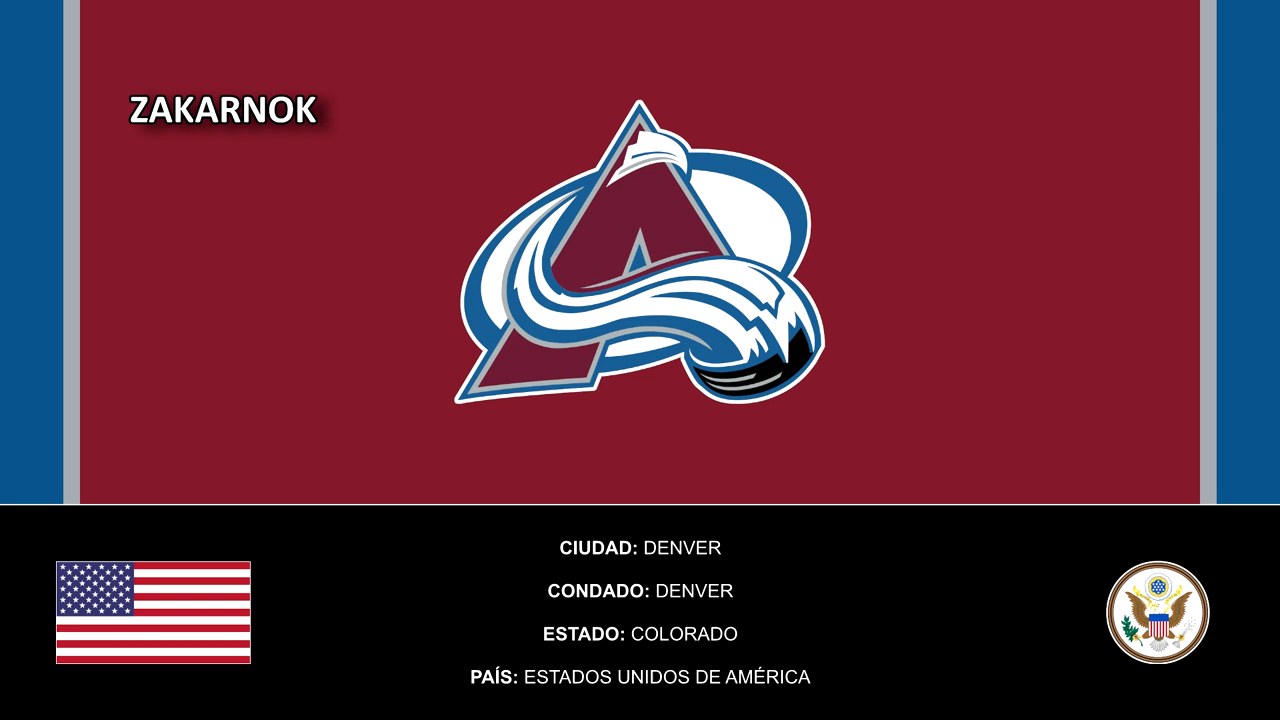 ZAKARNOK
CIUDAD: DENVER
CONDADO: DENVER
ESTADO: COLORADO
PAÍS: ESTADOS UNIDOS DE AMÉRICA